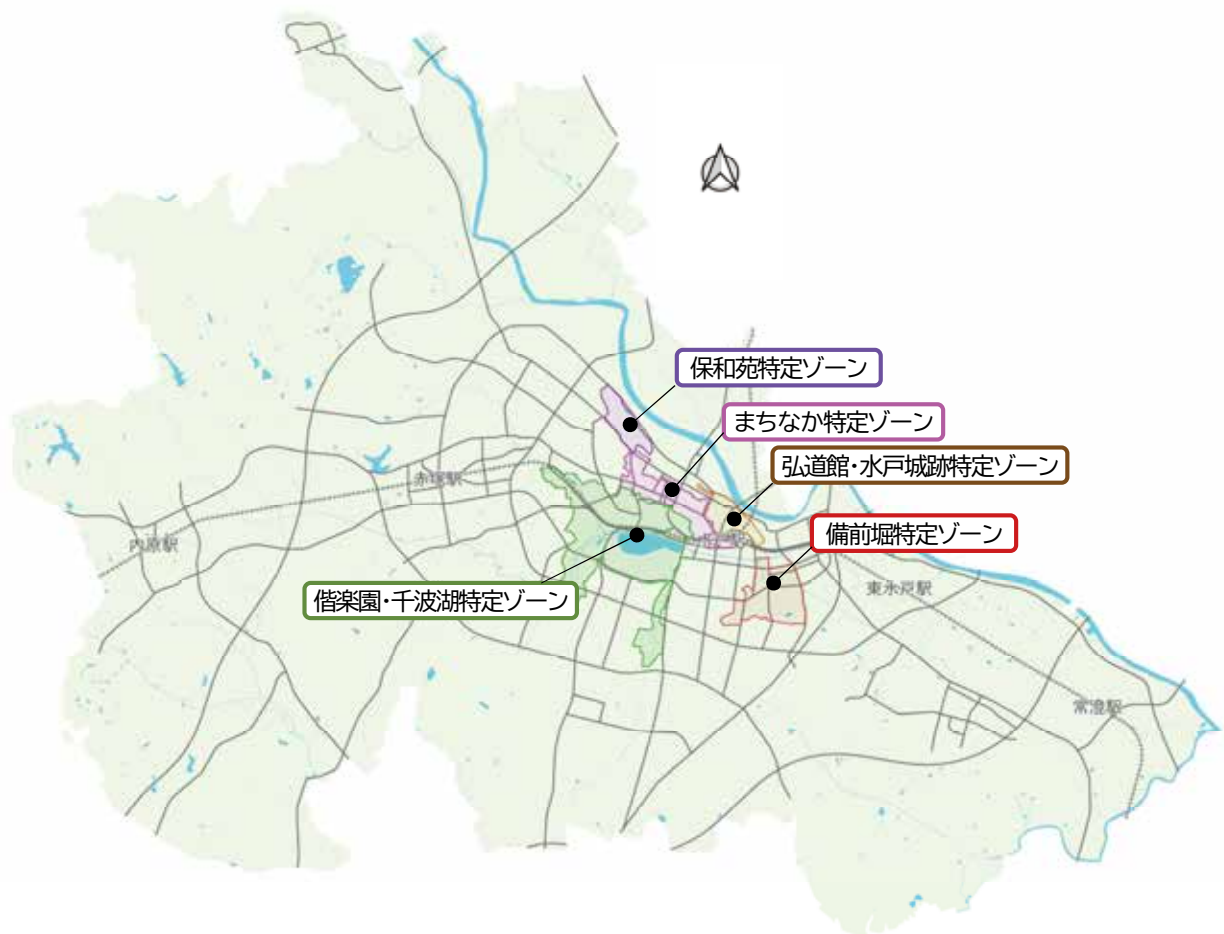 保和苑特定ゾーン
まちなか特定ゾーン
弘道館・水戸城跡特定ゾーン
赤塚駅
備前堀特定ゾーン
内原駅
東水戸駅
偕楽園・千波湖特定ゾーン
常澄駅